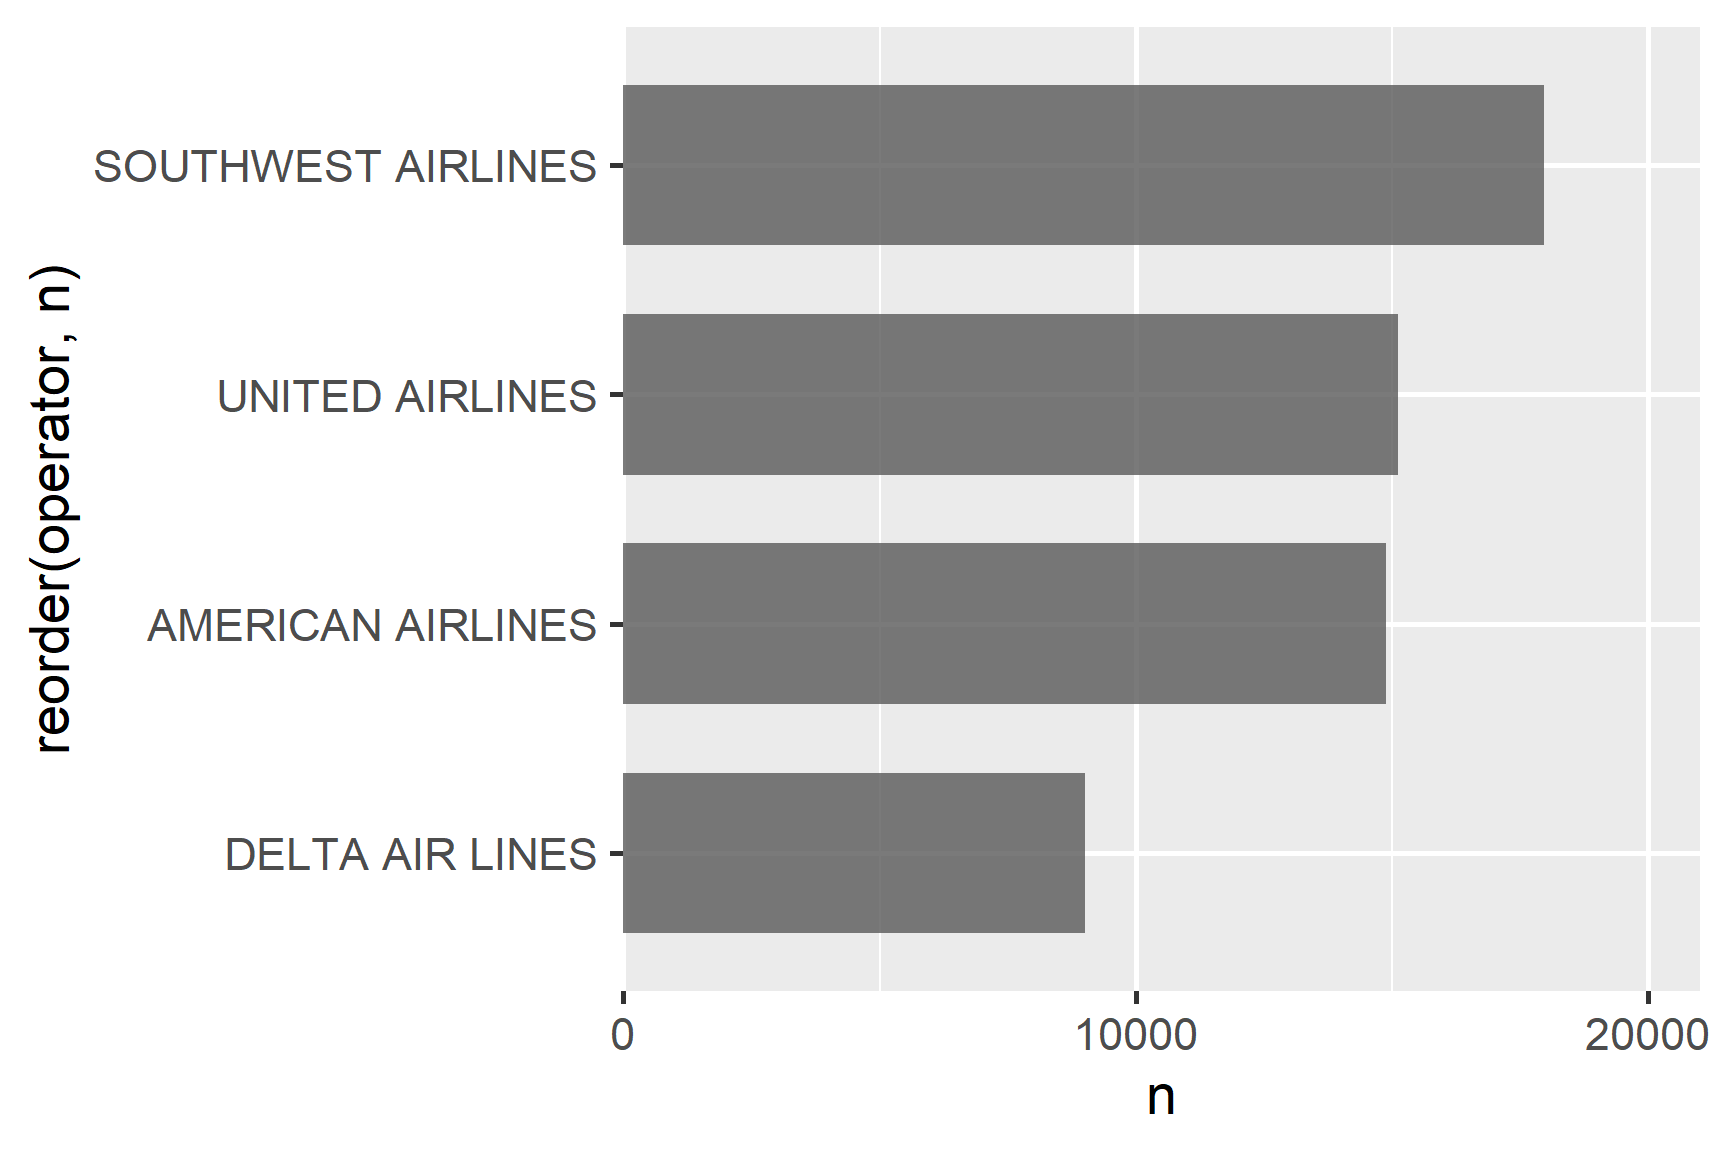 reorder(operator, n)
SOUTHWEST AIRLINES
UNITED AIRLINES
AMERICAN AIRLINES
DELTA AIR LINES
0 10000 20000
n